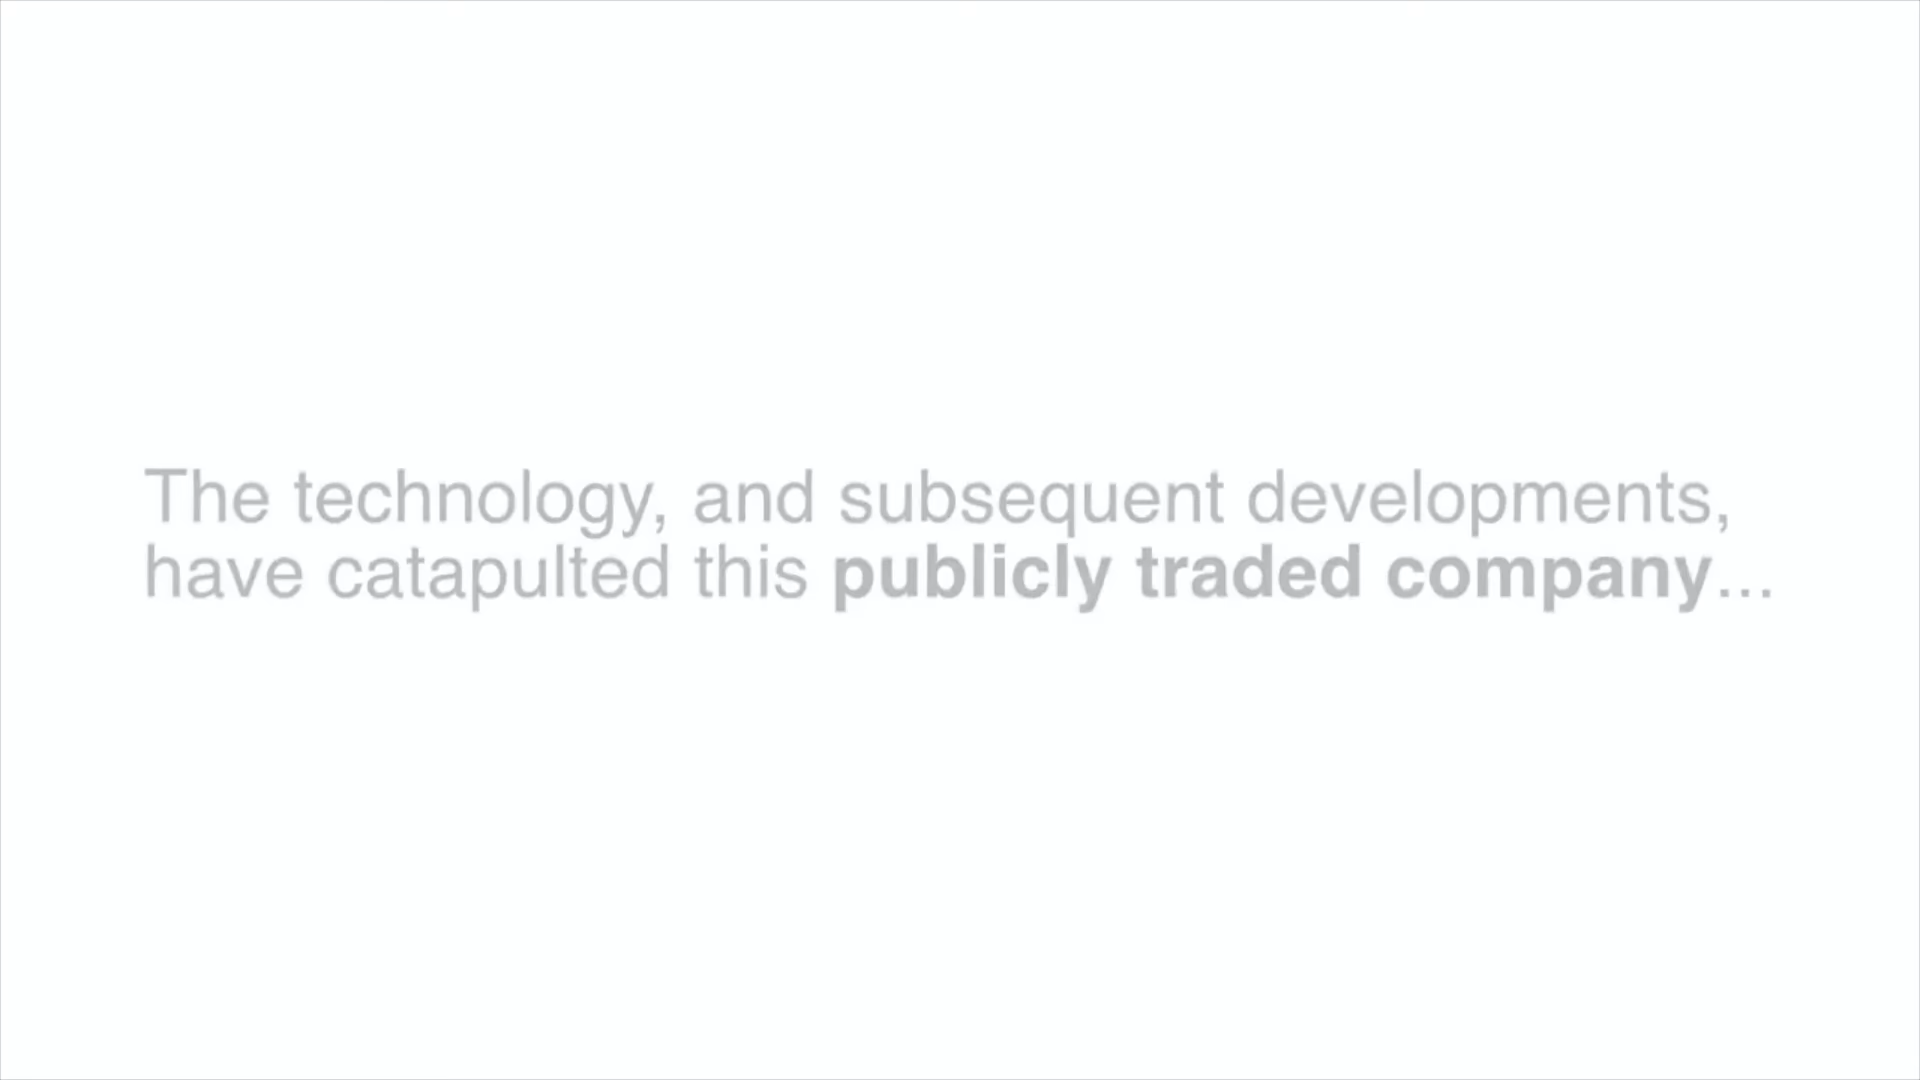 The technology, and subsequent developments,
have catapulted this publicly traded company...